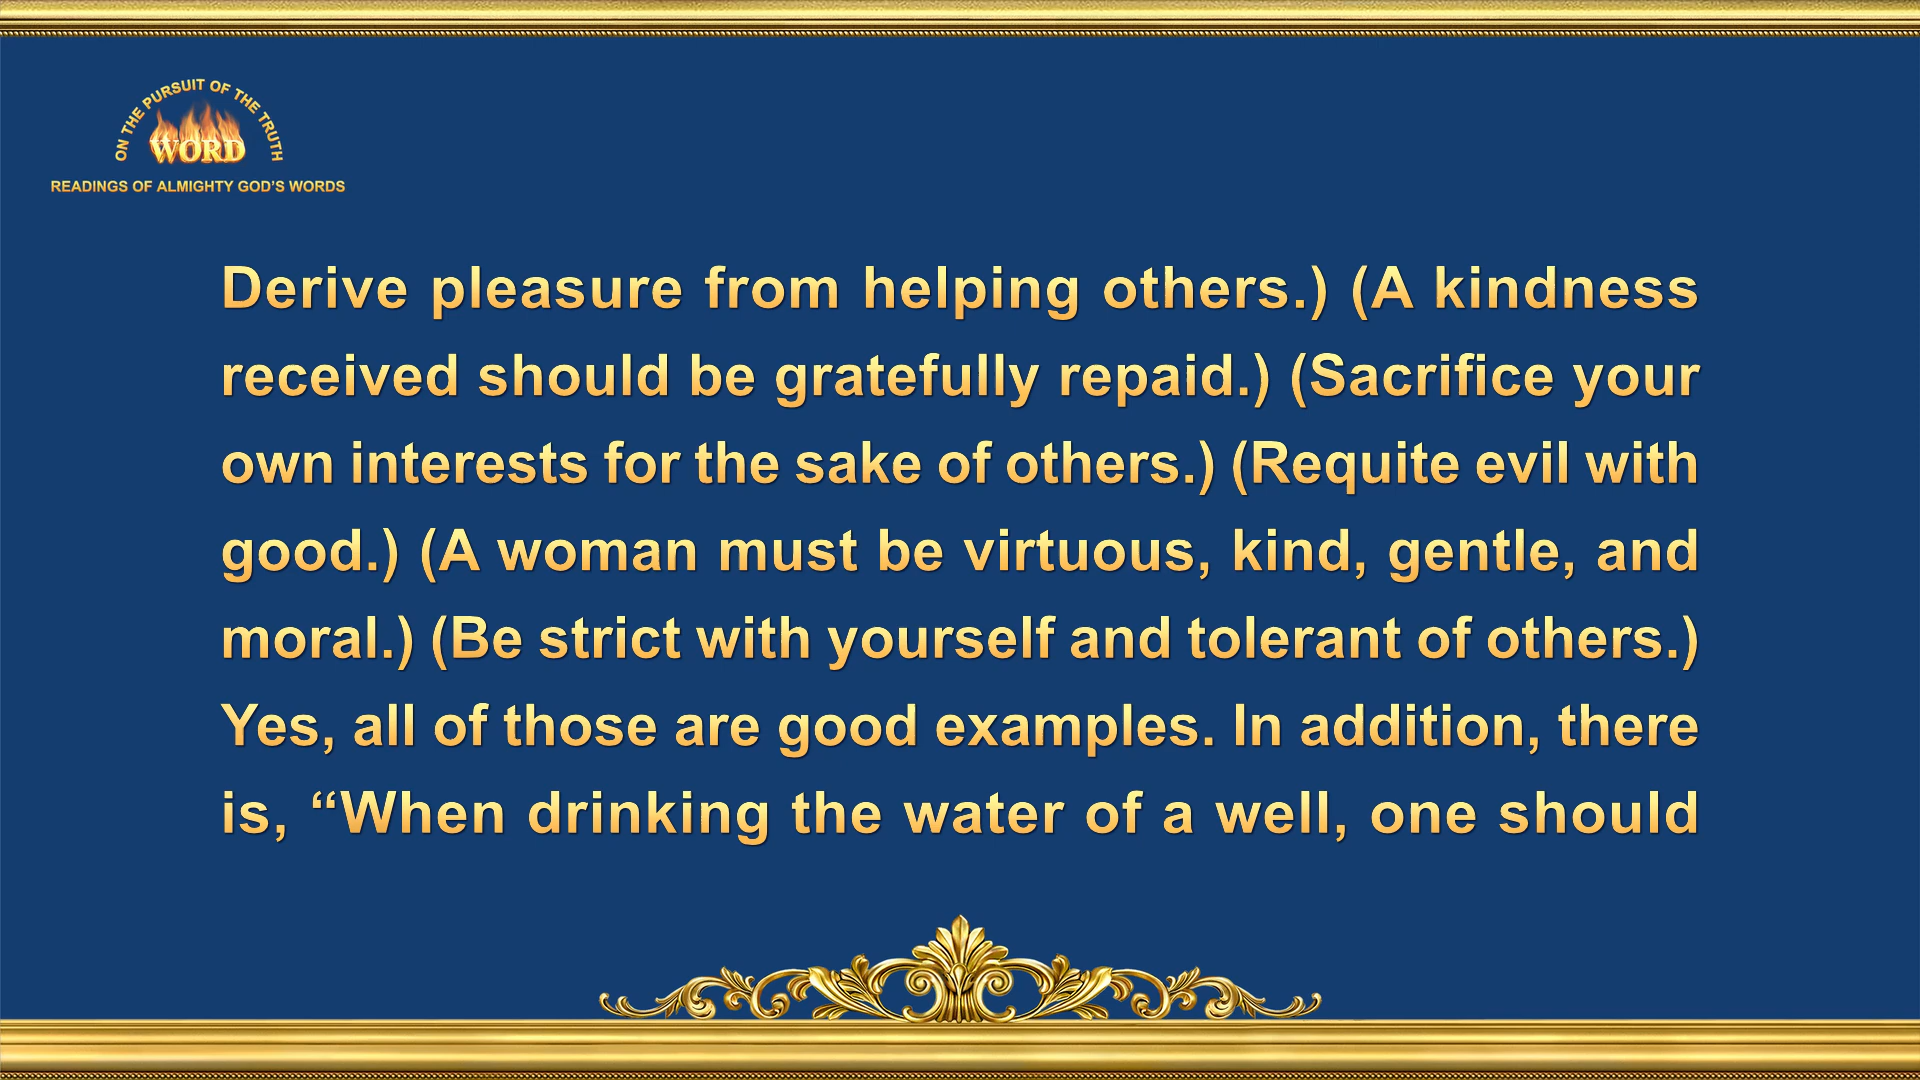 ON THE PURSUIT OF THE TRUTH
WORD
READINGS OF ALMIGHTY GOD'S WORDS
Derive pleasure from helping others.) (A kindness
received should be gratefully repaid.) (Sacrifice your
own interests for the sake of others.) (Requite evil with
good.) (A woman must be virtuous, kind, gentle, and
moral.) (Be strict with yourself and tolerant of others.)
Yes, all of those are good examples. In addition, there
is, “When drinking the water of a well, one should